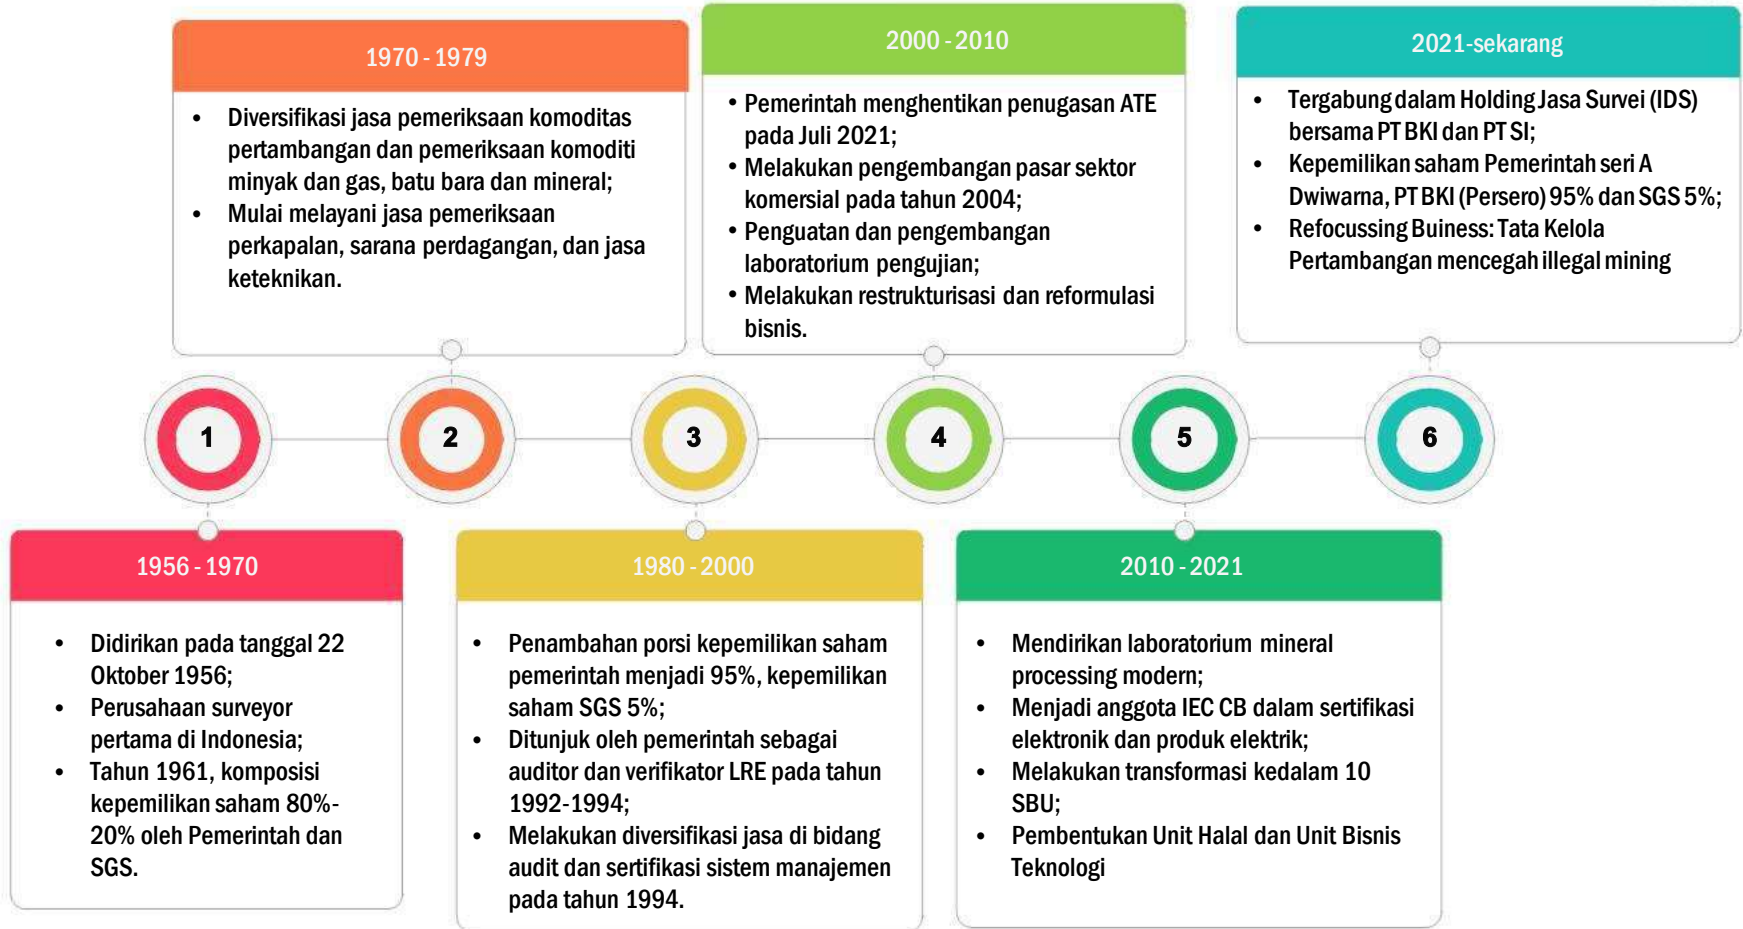 1970 - 1979
• Diversifikasi jasa pemeriksaan komoditas
pertambangan dan pemeriksaan komoditi
minyak dan gas, batu bara dan mineral;
• Mulai melayani jasa pemeriksaan
perkapalan, sarana perdagangan, dan jasa
keteknikan.
2000 - 2010
• Pemerintah menghentikan penugasan ATE
pada Juli 2021;
• Melakukan pengembangan pasar sektor
komersial pada tahun 2004;
• Penguatan dan pengembangan
laboratorium pengujian;
• Melakukan restrukturisasi dan reformulasi
bisnis.
2021-sekarang
• Tergabung dalam Holding Jasa Survei (IDS)
bersama PT BKI dan PT SI;
• Kepemilikan saham Pemerintah seri A
Dwiwarna, PT BKI (Persero) 95% dan SGS 5%;
• Refocussing Buiness: Tata Kelola
Pertambangan mencegah illegal mining
1
2
3
4
5
6
1956 - 1970
• Didirikan pada tanggal 22
Oktober 1956;
• Perusahaan surveyor
pertama di Indonesia;
• Tahun 1961, komposisi
kepemilikan saham 80%-
20% oleh Pemerintah dan
SGS.
1980 - 2000
• Penambahan porsi kepemilikan saham
pemerintah menjadi 95%, kepemilikan
saham SGS 5%;
• Ditunjuk oleh pemerintah sebagai
auditor dan verifikator LRE pada tahun
1992-1994;
• Melakukan diversifikasi jasa di bidang
audit dan sertifikasi sistem manajemen
pada tahun 1994.
2010 - 2021
• Mendirikan laboratorium mineral
processing modern;
• Menjadi anggota IEC CB dalam sertifikasi
elektronik dan produk elektrik;
• Melakukan transformasi kedalam 10
SBU;
• Pembentukan Unit Halal dan Unit Bisnis
Teknologi